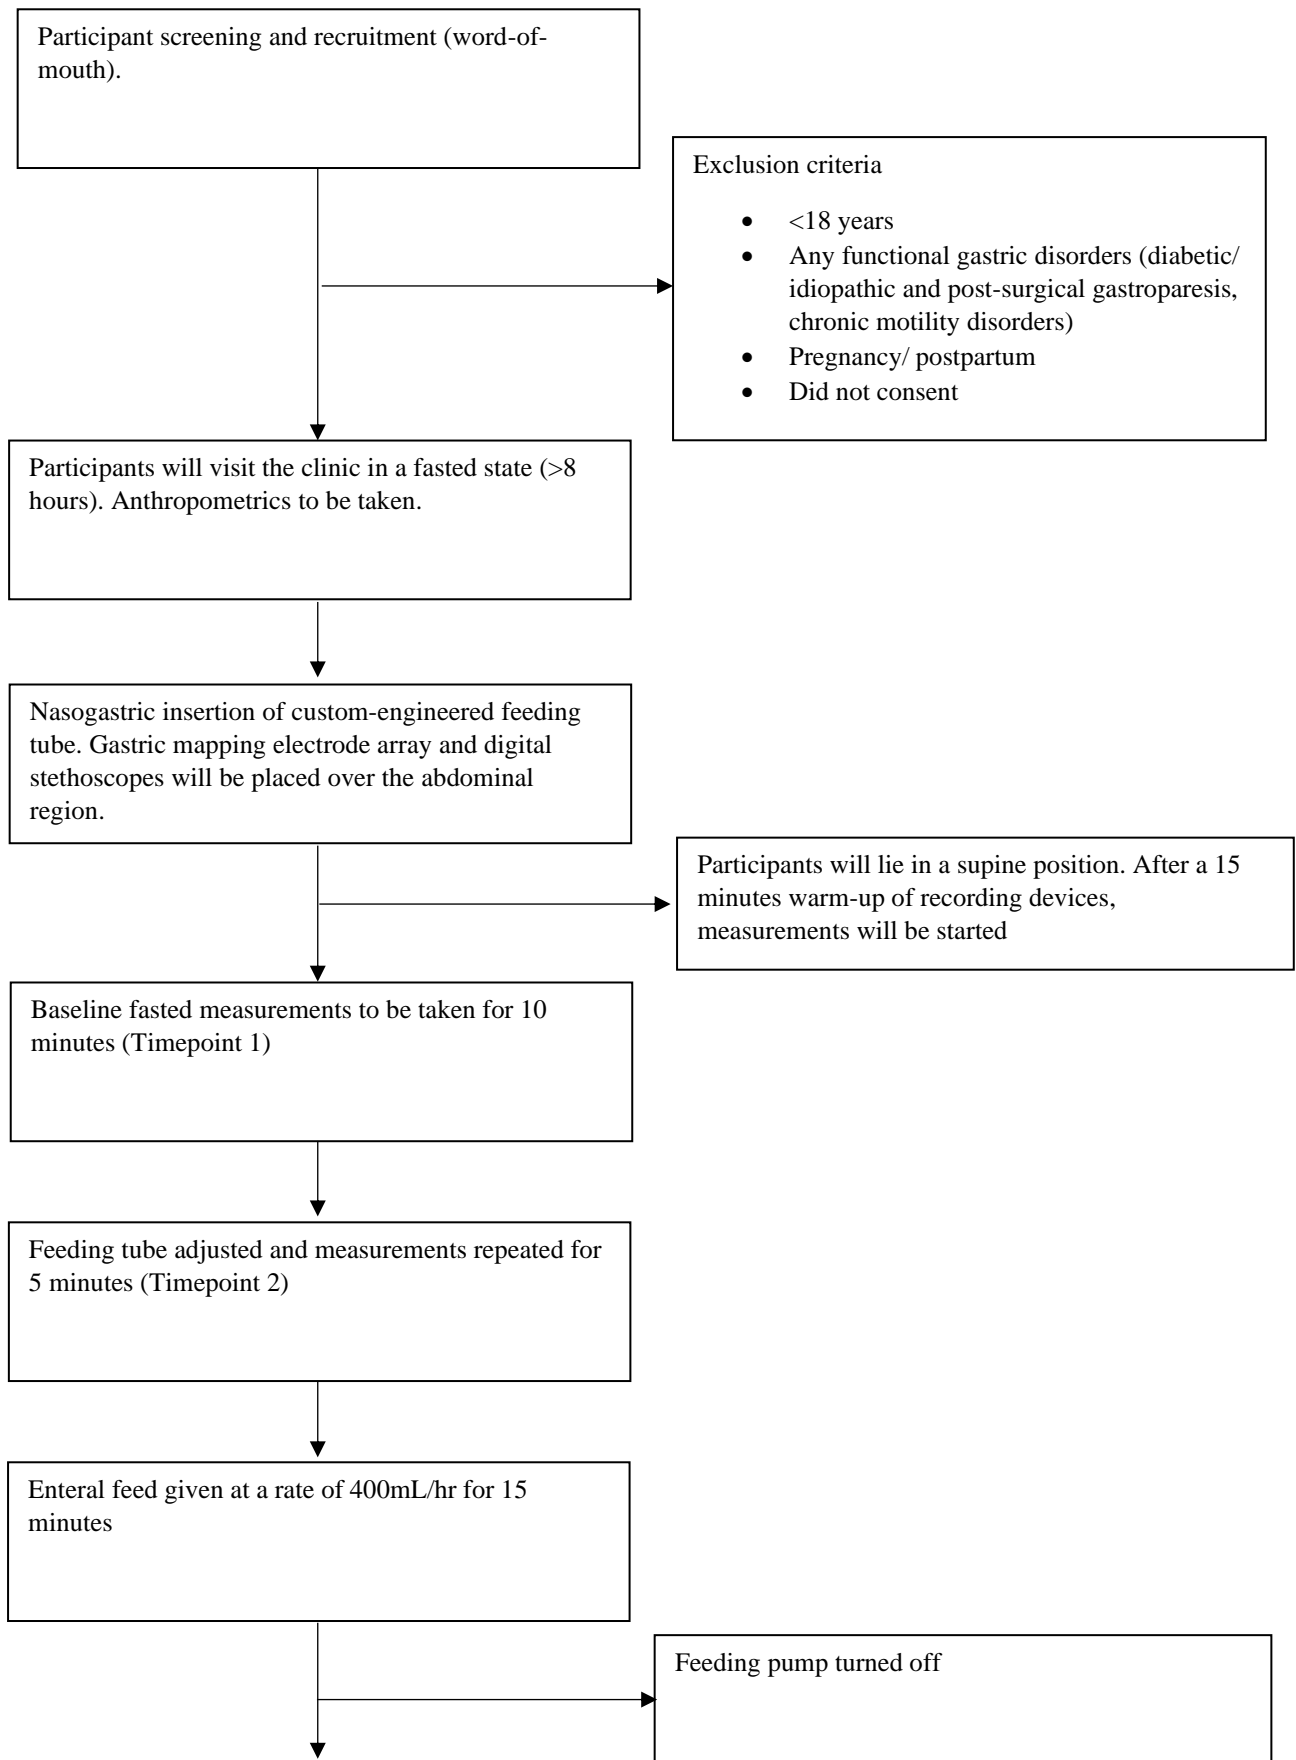 Participant screening and recruitment (word-of-
mouth).
Exclusion criteria
• <18 years
• Any functional gastric disorders (diabetic/
idiopathic and post-surgical gastroparesis,
chronic motility disorders)
• Pregnancy/ postpartum
• Did not consent
Participants will visit the clinic in a fasted state (>8
hours). Anthropometrics to be taken.
Nasogastric insertion of custom-engineered feeding
tube. Gastric mapping electrode array and digital
stethoscopes will be placed over the abdominal
region.
Participants will lie in a supine position. After a 15
minutes warm-up of recording devices,
measurements will be started
Baseline fasted measurements to be taken for 10
minutes (Timepoint 1)
Feeding tube adjusted and measurements repeated for
5 minutes (Timepoint 2)
Enteral feed given at a rate of 400mL/hr for 15
minutes
Feeding pump turned off